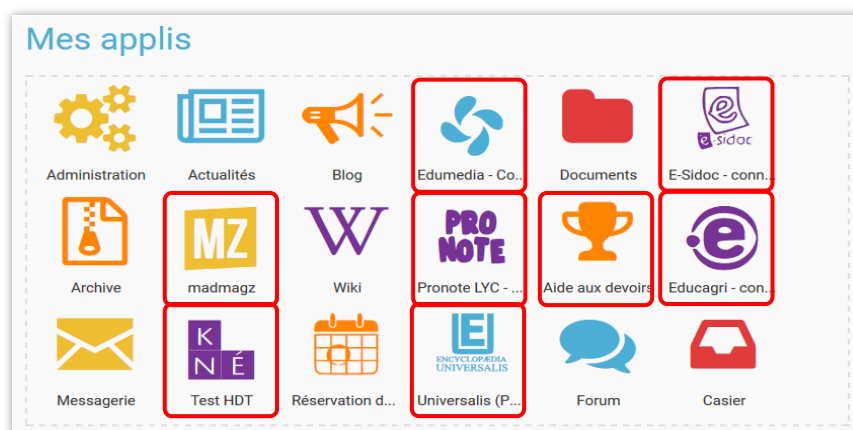 Mes applis
e-sidoc
Administration Actualités Blog Edumedia - Co... Documents E-Sidoc - conn...
MZ W PRO NOTE e
Archive madmagz Wiki Pronote LYC - ... Aide aux devoirs Educagri - con...
K
N É
E
ENCYCLOPÆDIA
UNIVERSALIS
Messagerie Test HDT Réservation d... Universalis (P... Forum Casier